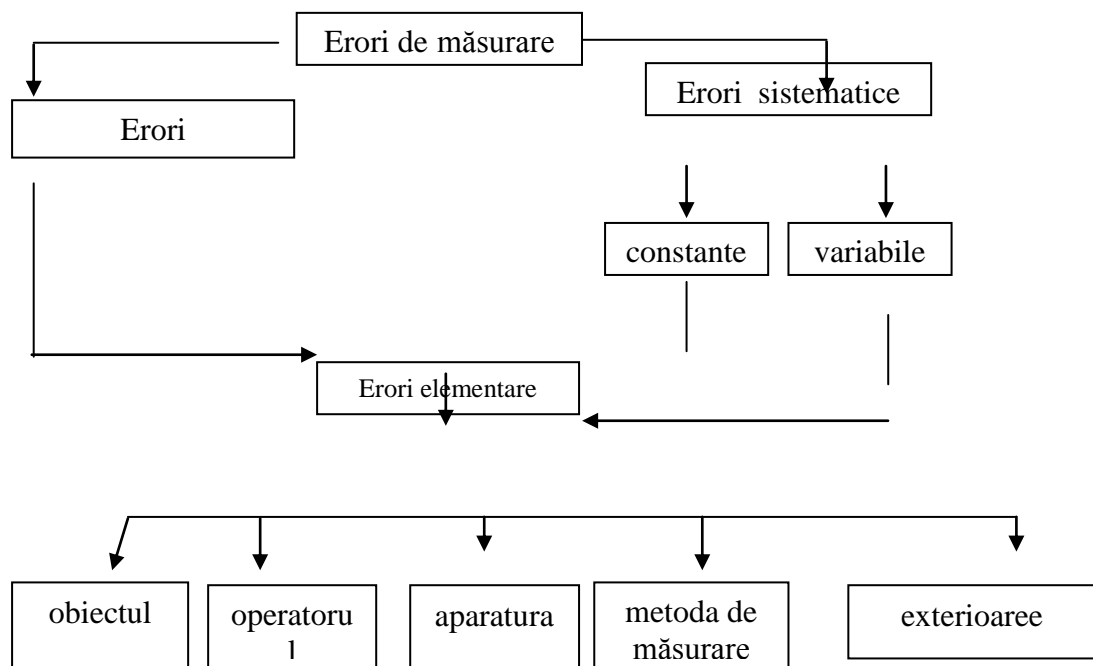 Erori de măsurare
Erori sistematice
Erori
constante
variabile
Erori elementare
obiectul
operatoru
l
aparatura
metoda de
măsurare
exterioaree